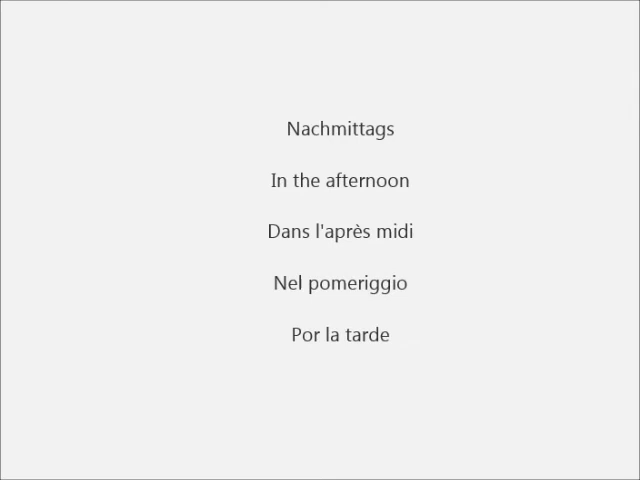 Nachmittags
In the afternoon
Dans l'après midi
Nel pomeriggio
Por la tarde